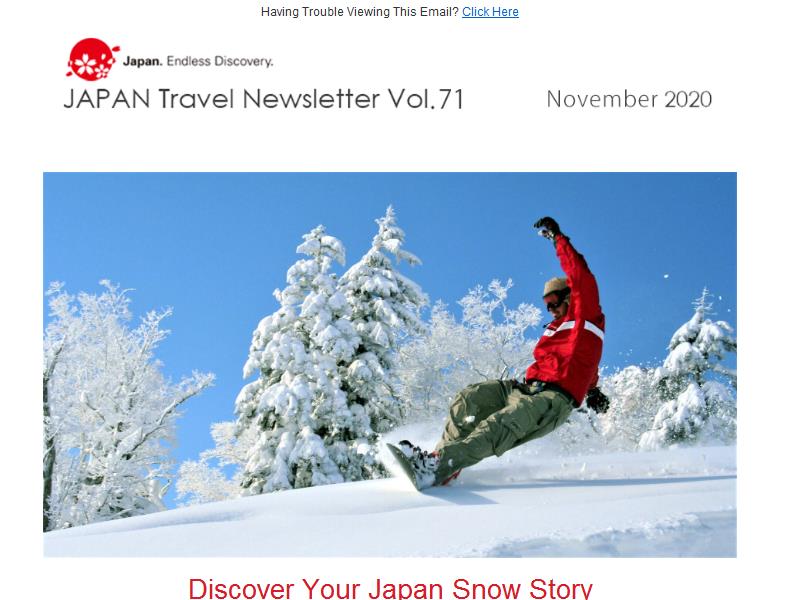 Having Trouble Viewing This Email? Click Here
Japan. Endless Discovery.
JAPAN Travel Newsletter Vol.71 November 2020
Discover Your Japan Snow Story